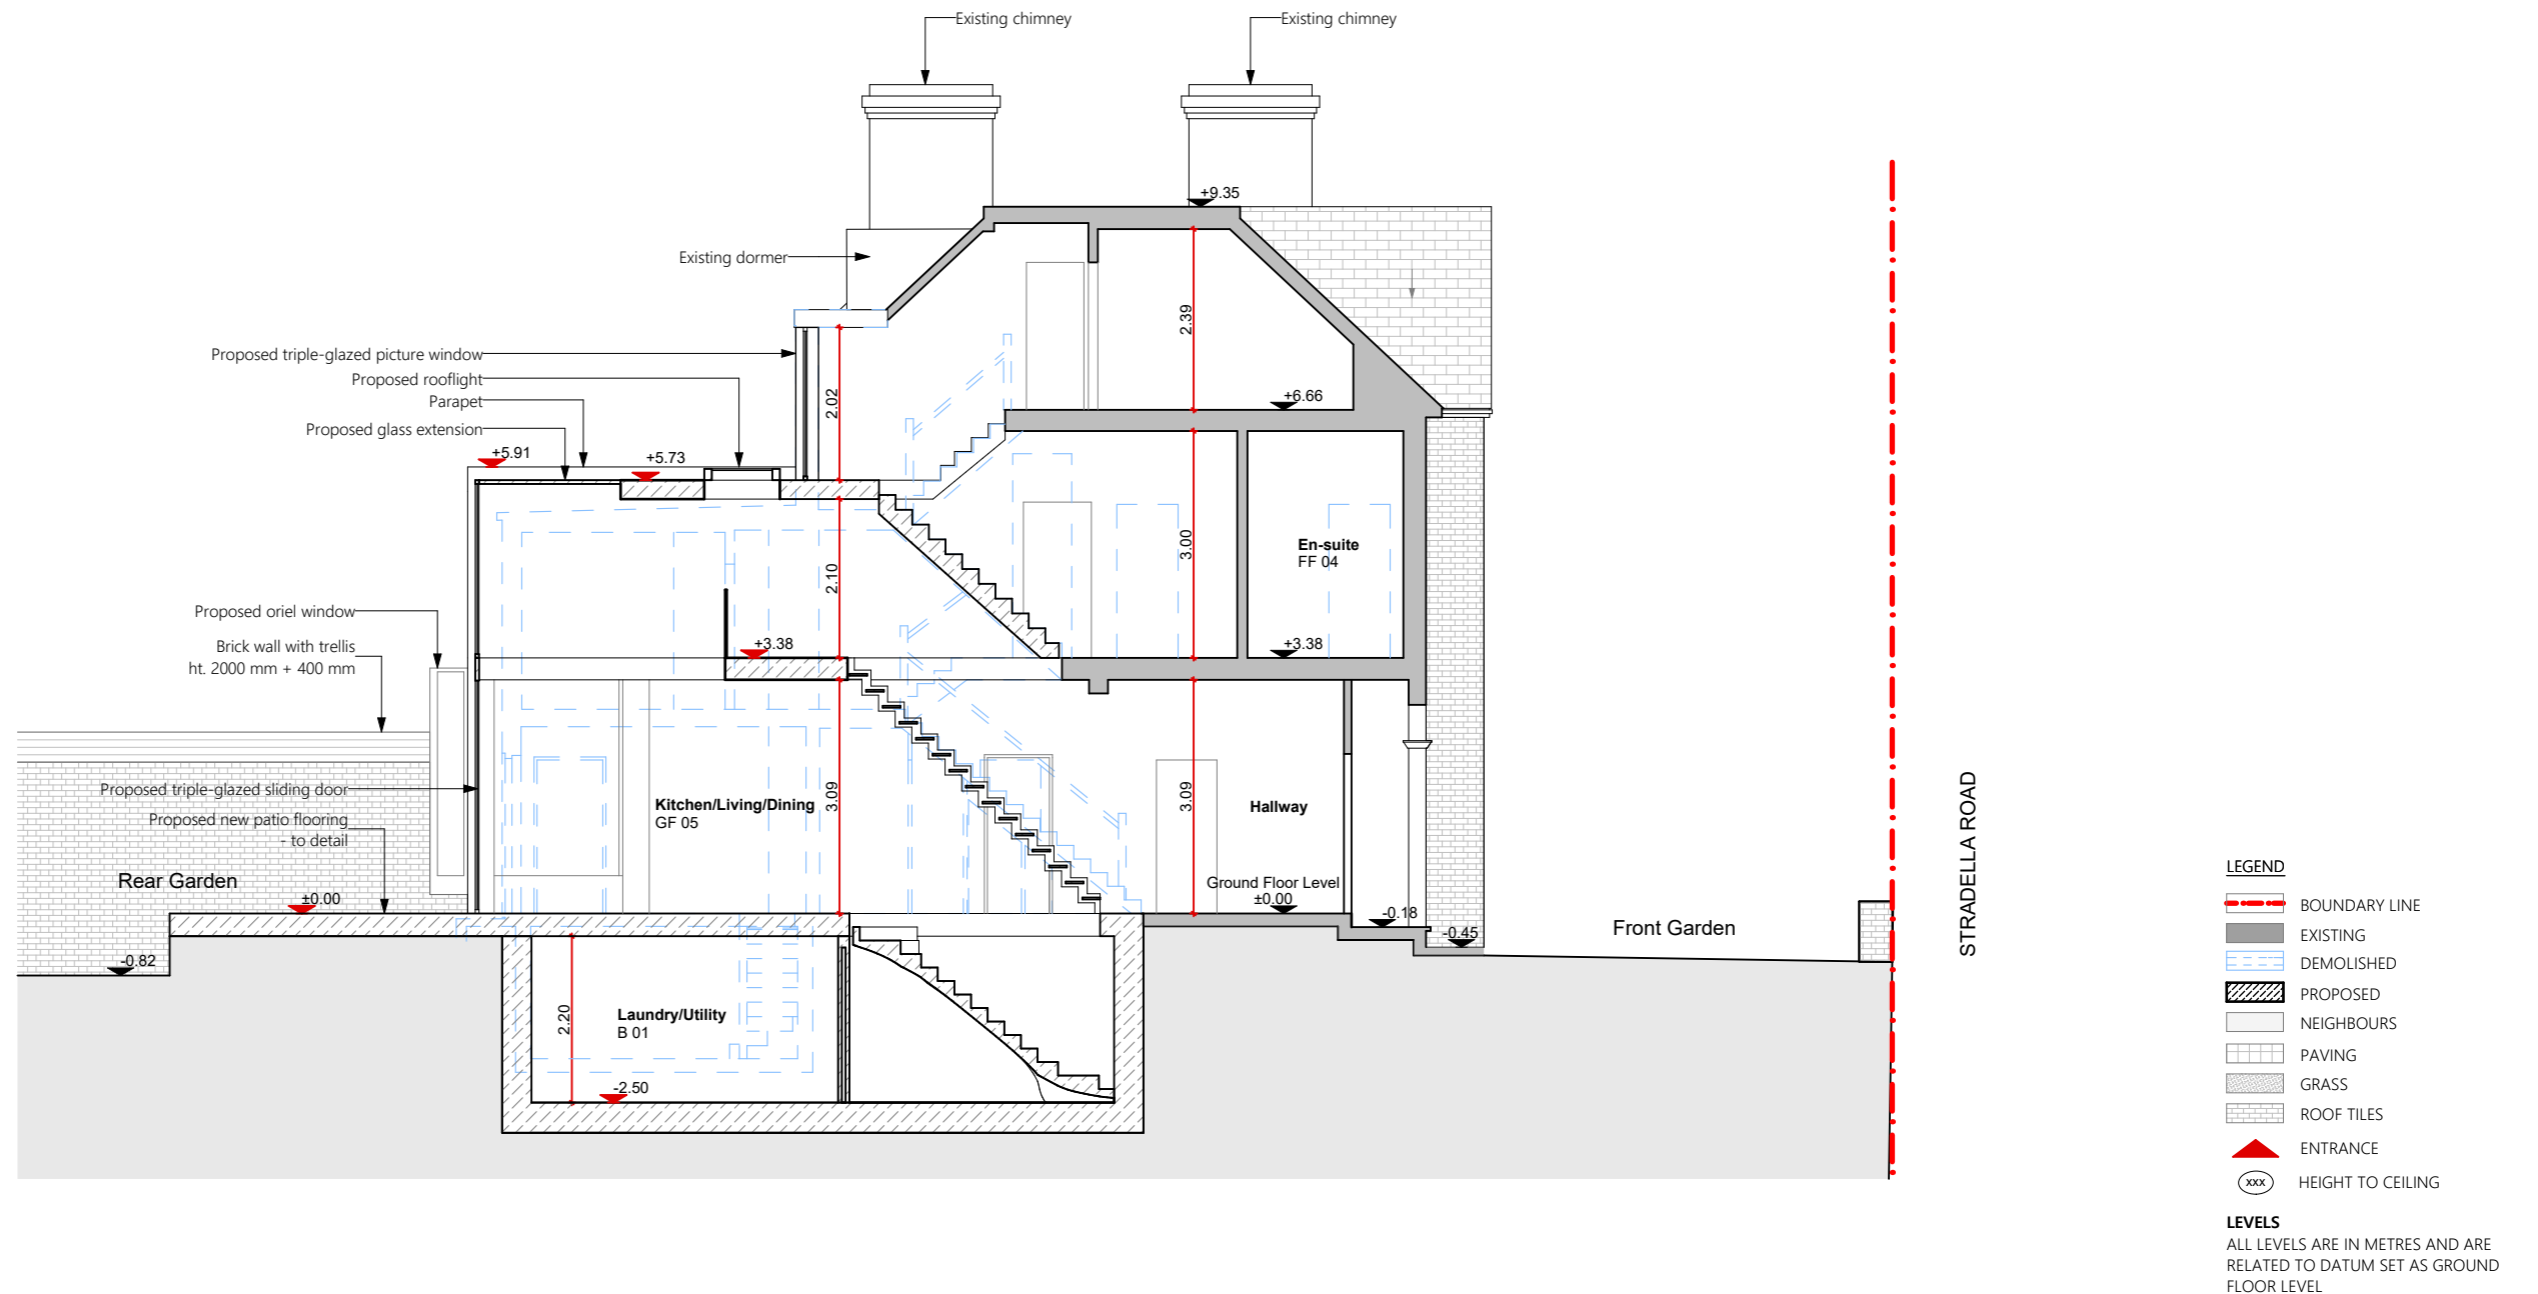 Existing chimney
Existing chimney
+9.35
Existing dormer
2.39
Proposed triple-glazed picture window
Proposed rooflight
Parapet
Proposed glass extension
2.02
+6.66
+5.91
+5.73
3.00
En-suite
FF 04
2.10
Proposed oriel window
Brick wall with trellis
ht. 2000 mm + 400 mm
+3.38
+3.38
Proposed triple-glazed sliding door
Proposed new patio flooring
- to detail
Kitchen/Living/Dining
GF 05
3.09
3.09
Hallway
Rear Garden
±0.00
Ground Floor Level
±0.00
-0.18
-0.45
Front Garden
STRADELLA ROAD
-0.82
2.20
Laundry/Utility
B 01
-2.50
LEGEND
BOUNDARY LINE
EXISTING
DEMOLISHED
PROPOSED
NEIGHBOURS
PAVING
GRASS
ROOF TILES
ENTRANCE
XXX HEIGHT TO CEILING
LEVELS
ALL LEVELS ARE IN METRES AND ARE
RELATED TO DATUM SET AS GROUND
FLOOR LEVEL